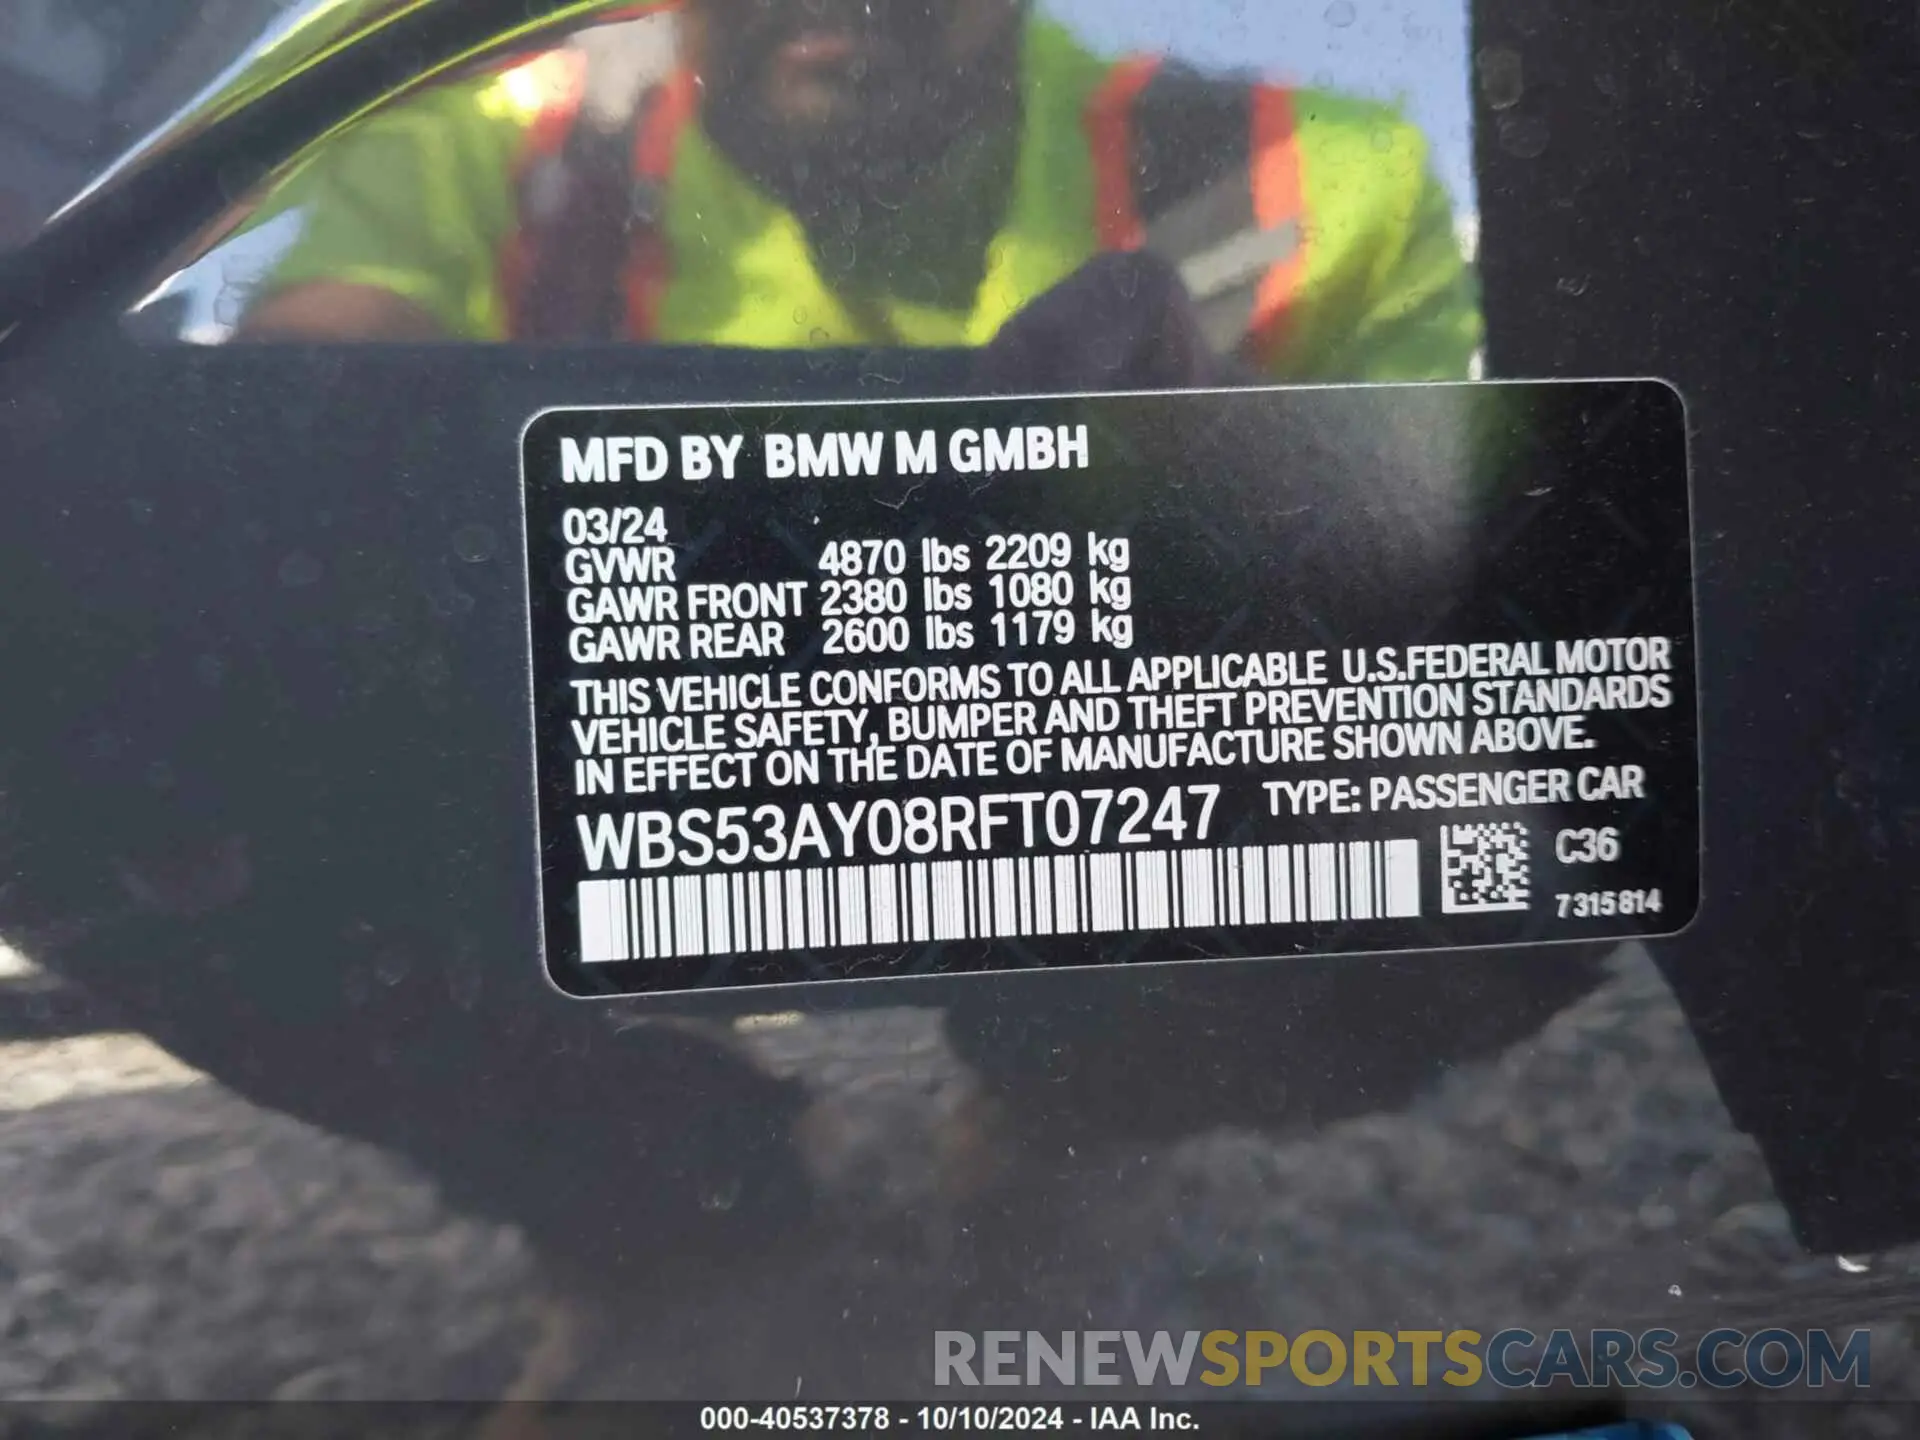 MFD BY BMW M GMBH
03/24
GVWR 4870 lbs 2209 kg
GAWR FRONT 2380 lbs 1080 kg
GAWR REAR 2600 lbs 1179 kg
THIS VEHICLE CONFORMS TO ALL APPLICABLE U.S.FEDERAL MOTOR
VEHICLE SAFETY, BUMPER AND THEFT PREVENTION STANDARDS
IN EFFECT ON THE DATE OF MANUFACTURE SHOWN ABOVE.
WBS53AY08RFT07247 TYPE: PASSENGER CAR
C36
7315814
RENEWSPORTSCARS.COM
000-40537378 - 10/10/2024 - IAA Inc.